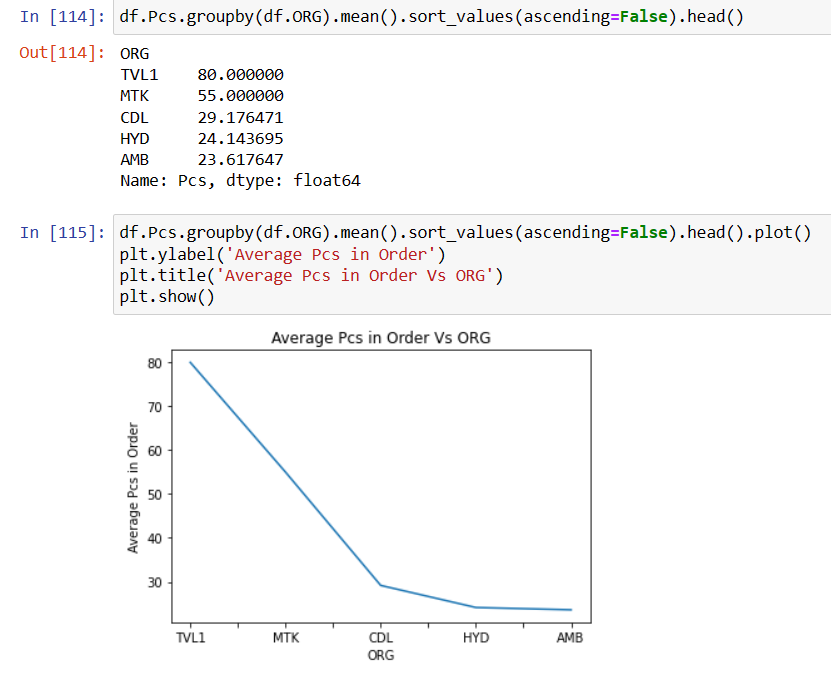 In [114]: df.Pcs.groupby(df.ORG).mean().sort_values(ascending=False).head()
Out[114]: ORG
TVL1    80.000000
MTK     55.000000
CDL     29.176471
HYD     24.143695
AMB     23.617647
Name: Pcs, dtype: float64
In [115]: df.Pcs.groupby(df.ORG).mean().sort_values(ascending=False).head().plot()
plt.ylabel('Average Pcs in Order')
plt.title('Average Pcs in Order Vs ORG')
plt.show()
Average Pcs in Order Vs ORG
80
70
60
50
40
30
Average Pcs in Order
TVL1 MTK CDL HYD AMB
ORG